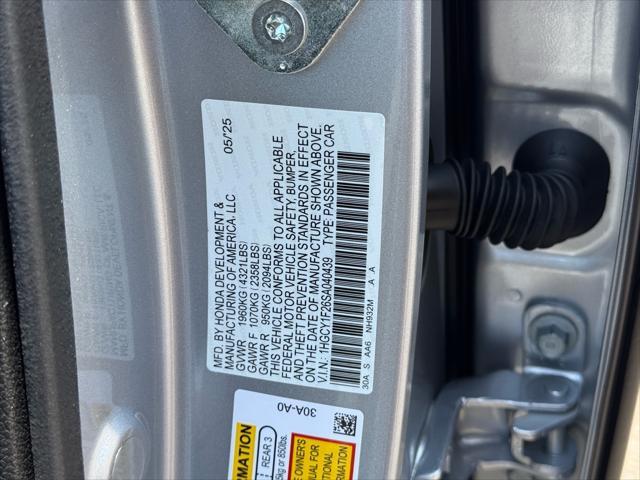 MFD. BY HONDA DEVELOPMENT & 05/'25
MANUFACTURING OF AMERICA, LLC.
GVWR 1960KG(4321LBS)
GAWR F 1070KG(2358LBS)
GAWR R 950KG(2094LBS)
THIS VEHICLE CONFORMS TO ALL APPLICABLE
FEDERAL MOTOR VEHICLE SAFETY, BUMPER,
AND THEFT PREVENTION STANDARDS IN EFFECT
ON THE DATE OF MANUFACTURE SHOWN ABOVE.
V.I.N: 1HGCY1F26SA040439 TYPE:PASSENGER CAR
30A S AA6 NH932M A A
30A-A0
REAR 3